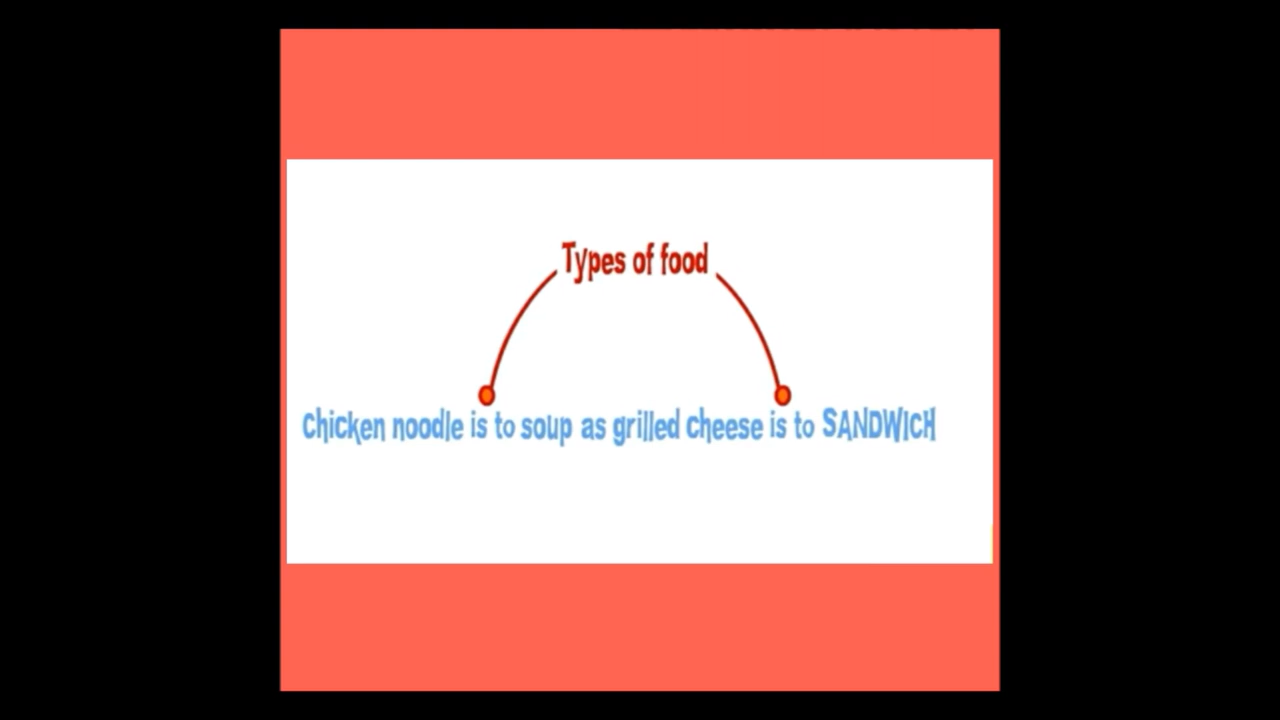 Types of food
Chicken noodle is to soup as grilled cheese is to SANDWICH